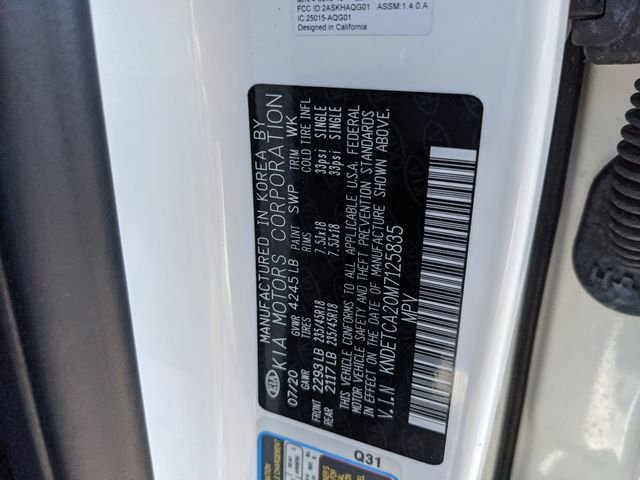 FCC ID:2ASKHAQG01 ASSM:1.4.0.A
IC:25015-AQG01
Designed in California
KIA
MANUFACTURED IN KOREA BY
KIA MOTORS CORPORATION
07/20 GVWR 4245LB PAINT SWP TRIM WK
GAWR TIRES RIMS COLD TIRE INFL
FRONT 2293LB 235/45R18 7.5JX18 33psi SINGLE
REAR 2117LB 235/45R18 7.5JX18 33psi SINGLE
THIS VEHICLE CONFORMS TO ALL APPLICABLE U.S.A. FEDERAL
MOTOR VEHICLE SAFETY AND THEFT PREVENTION STANDARDS
IN EFFECT ON THE DATE OF MANUFACTURE SHOWN ABOVE.
V.I.N KNDETCA20M7125835
MPV
Q31